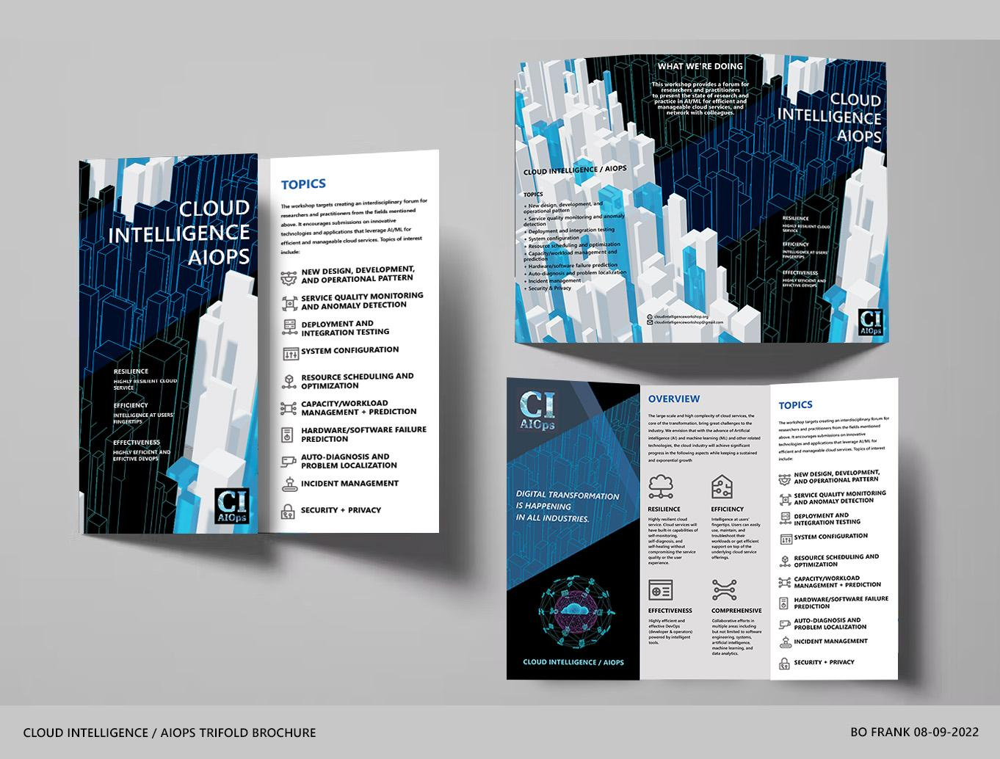 CLOUD
INTELLIGENCE
AIOPS
RESILIENCE
HIGHLY RESILIENT CLOUD
SERVICE
EFFICIENCY
INTELLIGENCE AT USERS'
FINGERTIPS
EFFECTIVENESS
HIGHLY EFFICIENT AND
EFFICTIVE DEVOPS
CI
AIOps
TOPICS
The workshop targets creating an interdisciplinary forum for
researchers and practitioners from the fields mentioned
above. It encourages submissions on innovative
technologies and applications that leverage AI/ML for
efficient and manageable cloud services. Topics of interest
include:
NEW DESIGN, DEVELOPMENT,
AND OPERATIONAL PATTERN
SERVICE QUALITY MONITORING
AND ANOMALY DETECTION
DEPLOYMENT AND
INTEGRATION TESTING
SYSTEM CONFIGURATION
RESOURCE SCHEDULING AND
OPTIMIZATION
CAPACITY/WORKLOAD
MANAGEMENT + PREDICTION
HARDWARE/SOFTWARE FAILURE
PREDICTION
AUTO-DIAGNOSIS AND
PROBLEM LOCALIZATION
INCIDENT MANAGEMENT
SECURITY + PRIVACY
CLOUD INTELLIGENCE / AIOPS
TOPICS
• New design, development, and
operational pattern
• Service quality monitoring and anomaly
detection
• Deployment and integration testing
• System configuration
• Resource scheduling and optimization
• Capacity/workload management and
prediction
• Hardware/software failure prediction
• Auto-diagnosis and problem localization
• Incident management
• Security & Privacy
WHAT WE'RE DOING
This workshop provides a forum for
researchers and practitioners
to present the state of research and
practice in AI/ML for efficient and
manageable cloud services, and
network with colleagues.
cloudintelligenceworkshop.org
cloudintelligenceworkshop@gmail.com
CLOUD
INTELLIGENCE
AIOPS
RESILIENCE
HIGHLY RESILIENT CLOUD
SERVICE
EFFICIENCY
INTELLIGENCE AT USERS'
FINGERTIPS
EFFECTIVENESS
HIGHLY EFFICIENT AND
EFFICTIVE DEVOPS
CI
AIOps
CI
AIOps
DIGITAL TRANSFORMATION
IS HAPPENING
IN ALL INDUSTRIES.
CLOUD INTELLIGENCE / AIOPS
OVERVIEW
The large-scale and high complexity of cloud services, the
core of the transformation, bring great challenges to the
industry. We envision that with the advance of Artificial
intelligence (AI) and machine learning (ML) and other related
technologies, the cloud industry will achieve significant
progress in the following aspects while keeping a sustained
and exponential growth
RESILIENCE
Highly resilient cloud
service. Cloud services will
have built-in capabilities of
self-monitoring,
self-diagnosis, and
self-healing without
compromising the service
quality or the user
experience.
EFFICIENCY
Intelligence at users'
fingertips. Users can easily
use, maintain, and
troubleshoot their
workloads or get efficient
support on top of the
underlying cloud service
offerings.
EFFECTIVENESS
Highly efficient and
effective DevOps
(developer & operators)
powered by intelligent
tools.
COMPREHENSIVE
Collaborative efforts in
multiple areas including
but not limited to software
engineering, systems,
artificial intelligence,
machine learning, and
data analytics.
TOPICS
The workshop targets creating an interdisciplinary forum for
researchers and practitioners from the fields mentioned
above. It encourages submissions on innovative
technologies and applications that leverage AI/ML for
efficient and manageable cloud services. Topics of interest
include:
NEW DESIGN, DEVELOPMENT,
AND OPERATIONAL PATTERN
SERVICE QUALITY MONITORING
AND ANOMALY DETECTION
DEPLOYMENT AND
INTEGRATION TESTING
SYSTEM CONFIGURATION
RESOURCE SCHEDULING AND
OPTIMIZATION
CAPACITY/WORKLOAD
MANAGEMENT + PREDICTION
HARDWARE/SOFTWARE FAILURE
PREDICTION
AUTO-DIAGNOSIS AND
PROBLEM LOCALIZATION
INCIDENT MANAGEMENT
SECURITY + PRIVACY
CLOUD INTELLIGENCE / AIOPS TRIFOLD BROCHURE
BO FRANK 08-09-2022